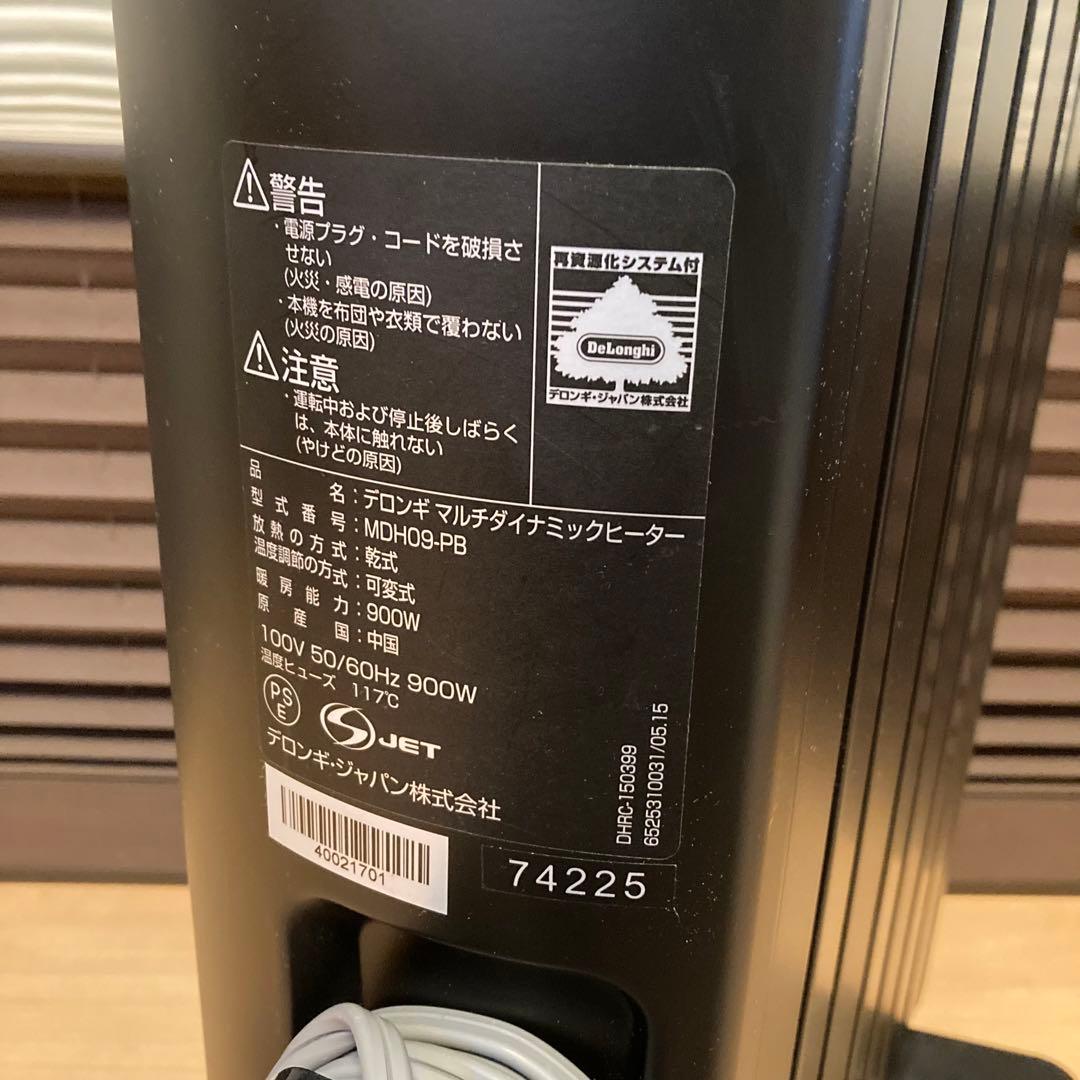 警告
・電源プラグ・コードを破損さ
せない
(火災・感電の原因)
・本機を布団や衣類で覆わない
(火災の原因)
注意
・運転中および停止後しばらく
は、本体に触れない
(やけどの原因)
再資源化システム付
DeLonghi
デロンギ・ジャパン株式会社
品名：デロンギ マルチダイナミックヒーター
型式番号：MDH09-PB
放熱の方式：乾式
温度調節の方式：可変式
暖房能力：900W
原産国：中国
100V 50/60Hz 900W
温度ヒューズ 117℃
PS
E
S JET
デロンギ・ジャパン株式会社
DHRC-150399
6525310031/05.15
40021701
74225